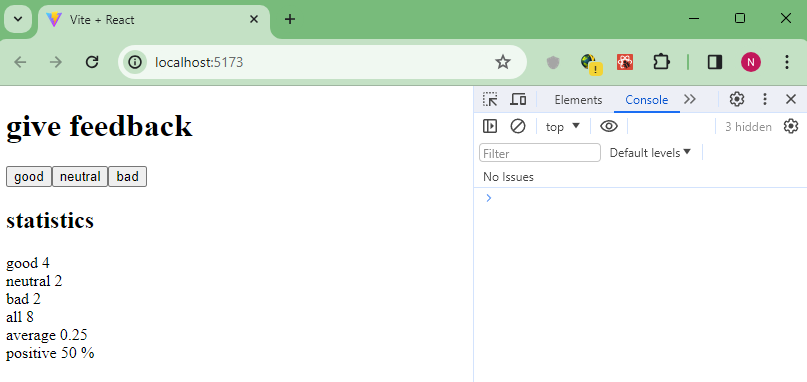 Vite + React
localhost:5173
N
give feedback
good neutral bad
statistics
good 4
neutral 2
bad 2
all 8
average 0.25
positive 50 %
Elements Console
top 3 hidden
Filter Default levels
No Issues